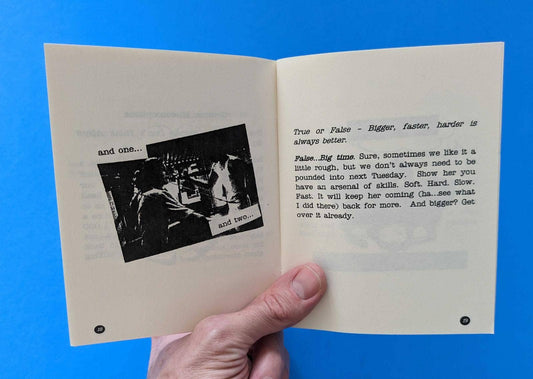 and one...
and two...
True or False - Bigger, faster, harder is
always better.
False...Big time. Sure, sometimes we like it a
little rough, but we don't always need to be
pounded into next Tuesday. Show her you
have an arsenal of skills. Soft. Hard. Slow.
Fast. It will keep her coming (ha...see what
I did there) back for more. And bigger? Get
over it already.